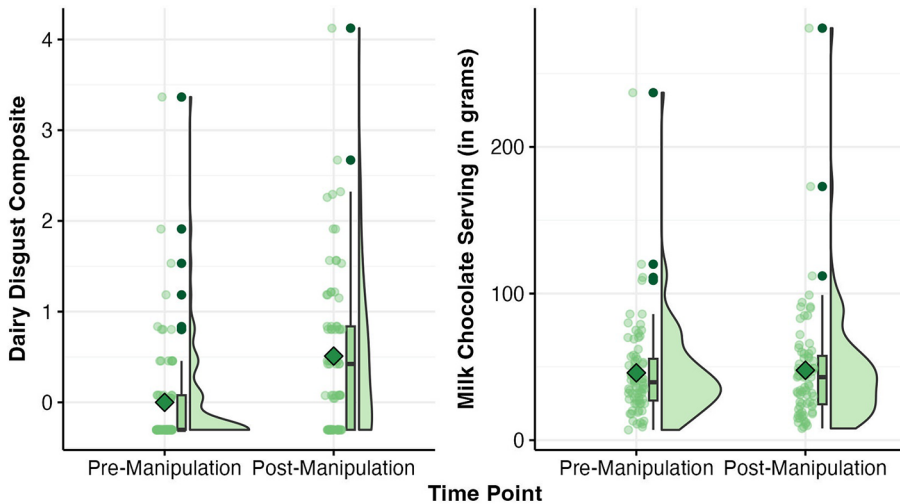 Dairy Disgust Composite
4
3
2
1
0
Pre-Manipulation Post-Manipulation
Milk Chocolate Serving (in grams)
200
100
0
Pre-Manipulation Post-Manipulation
Time Point